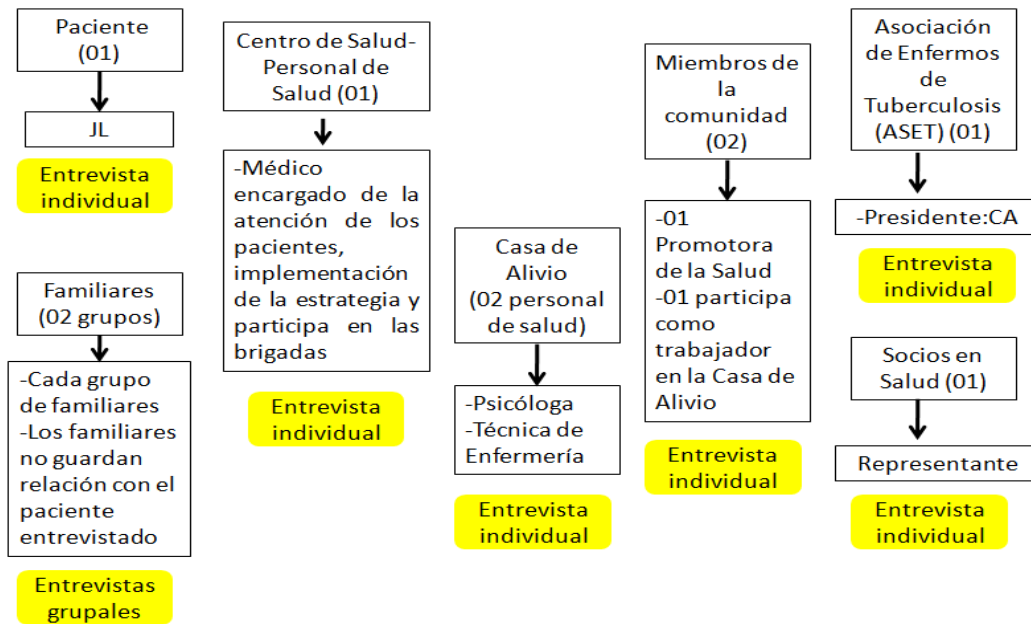 Paciente
(01)
JL
Entrevista
individual
Familiares
(02 grupos)
-Cada grupo
de familiares
-Los familiares
no guardan
relación con el
paciente
entrevistado
Entrevistas
grupales
Centro de Salud-
Personal de
Salud (01)
-Médico
encargado de la
atención de los
pacientes,
implementación
de la estrategia y
participa en las
brigadas
Entrevista
individual
Casa de
Alivio
(02 personal
de salud)
-Psicóloga
-Técnica de
Enfermería
Entrevista
individual
Miembros de
la
comunidad
(02)
-01
Promotora
de la Salud
-01 participa
como
trabajador
en la Casa de
Alivio
Entrevista
individual
Asociación
de Enfermos
de
Tuberculosis
(ASET) (01)
-Presidente:CA
Entrevista
individual
Socios en
Salud (01)
Representante
Entrevista
individual